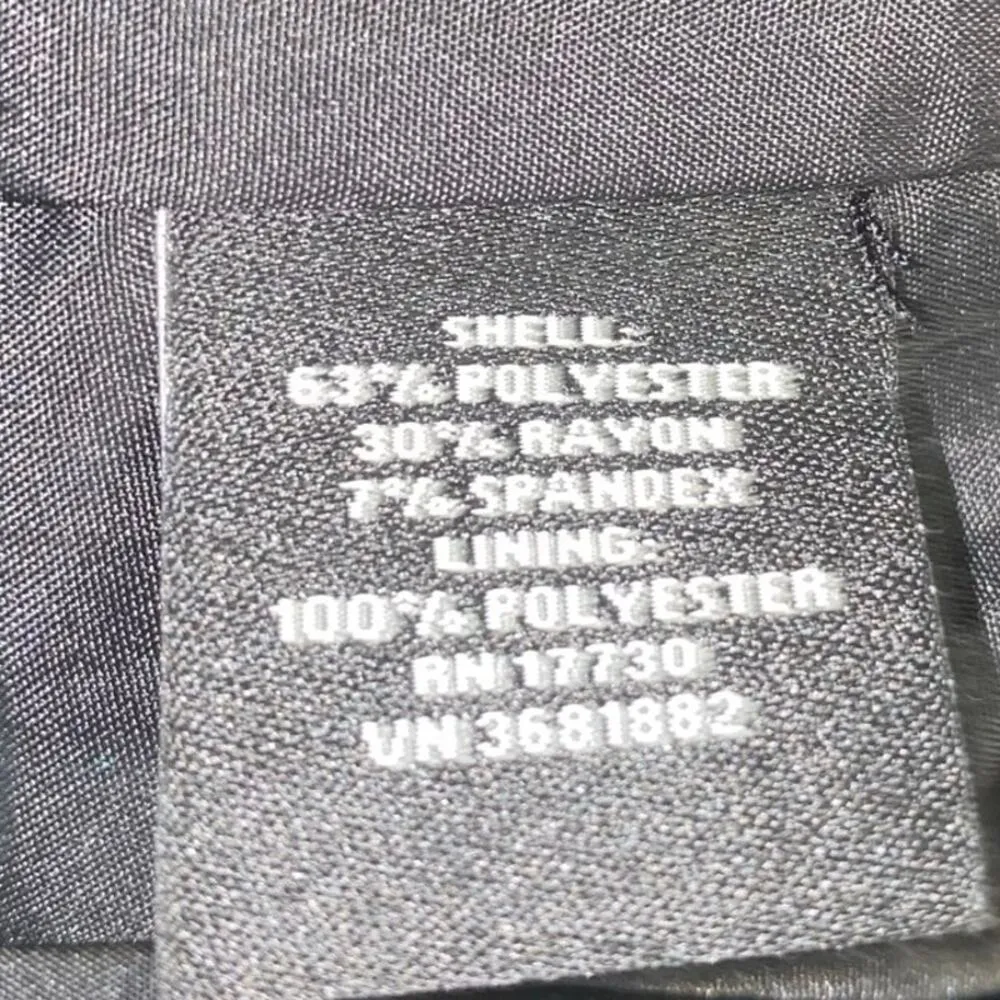 SHELL:
63% POLYESTER
30% RAYON
7% SPANDEX
LINING:
100% POLYESTER
RN 17730
VN 3681882